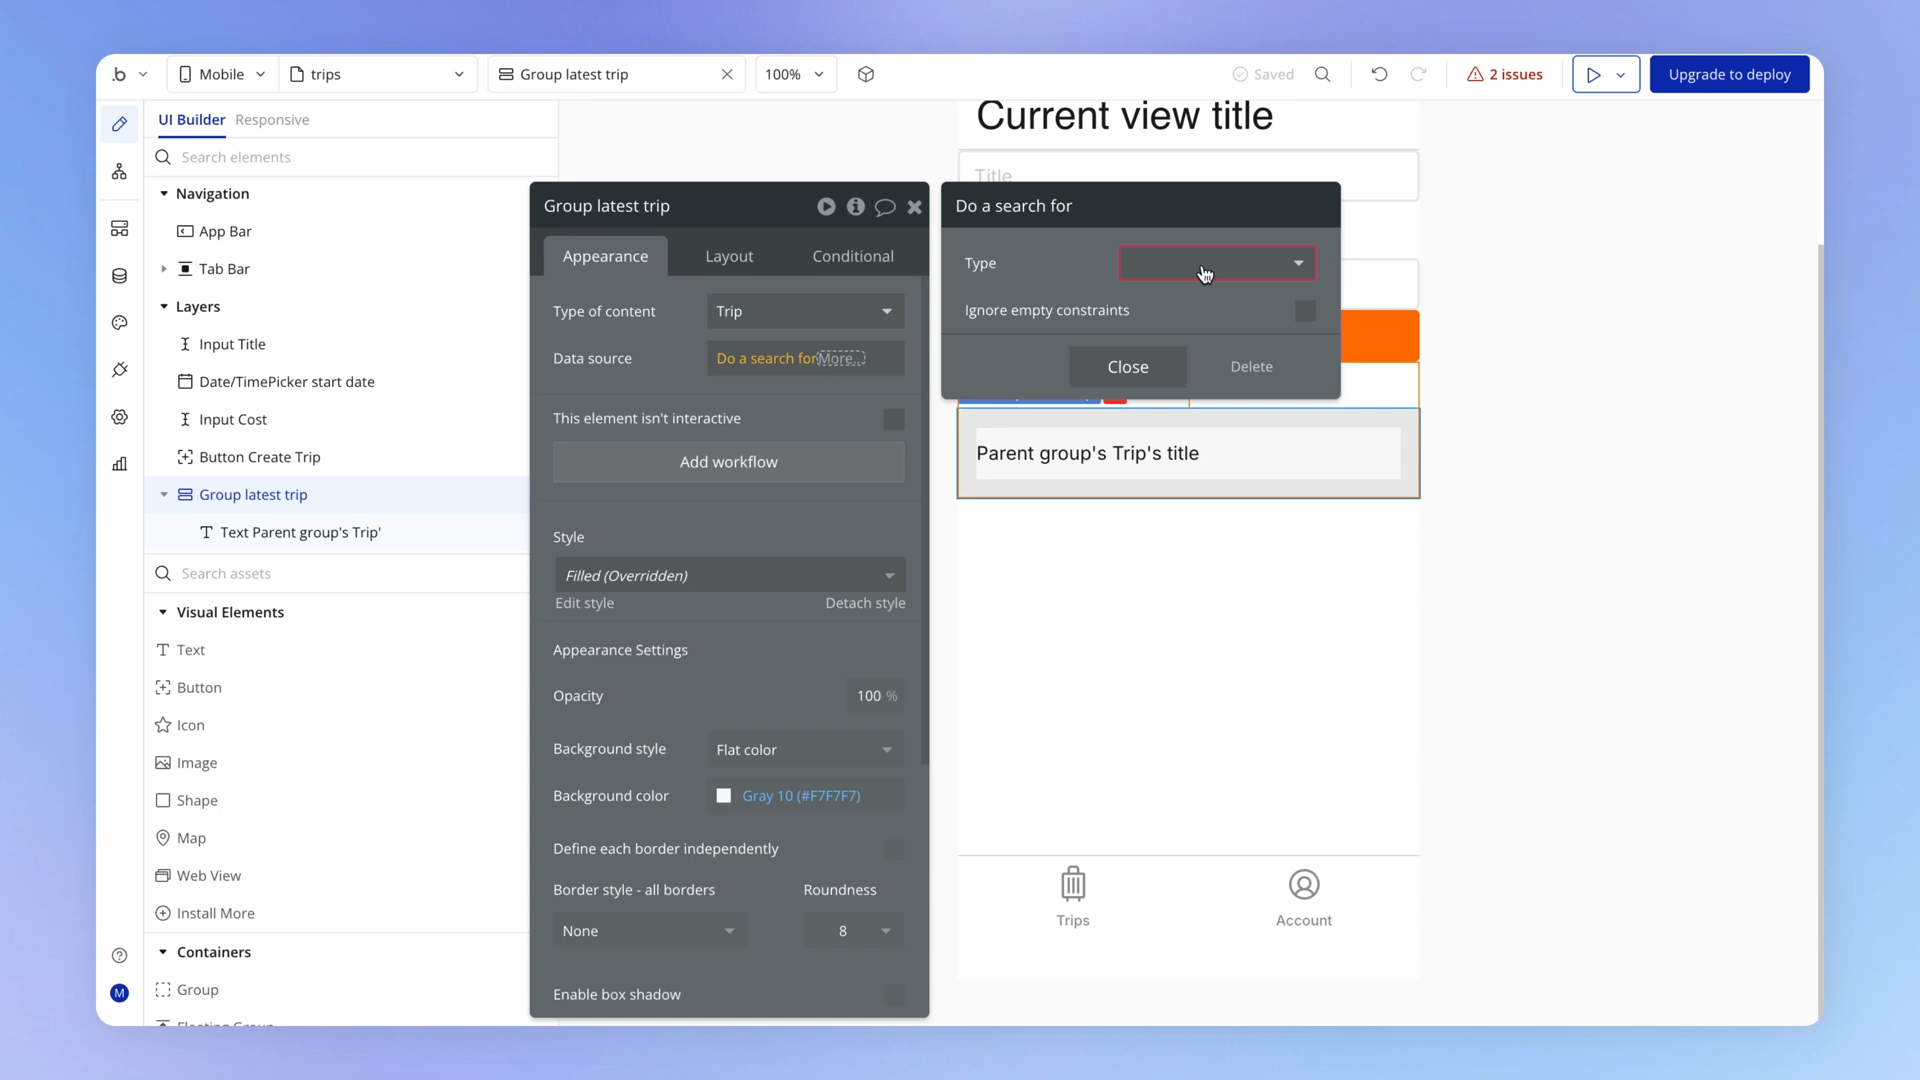 .b
Mobile
trips
Group latest trip
100%
Saved
2 issues
Upgrade to deploy
UI Builder
Responsive
Search elements
Navigation
App Bar
Tab Bar
Layers
Input Title
Date/TimePicker start date
Input Cost
Button Create Trip
Group latest trip
Text Parent group's Trip'
Search assets
Visual Elements
Text
Button
Icon
Image
Shape
Map
Web View
Install More
Containers
Group
M
Group latest trip
Appearance
Layout
Conditional
Type of content
Trip
Data source
Do a search for More...
This element isn't interactive
Add workflow
Style
Filled (Overridden)
Edit style
Detach style
Appearance Settings
Opacity
100 %
Background style
Flat color
Background color
Gray 10 (#F7F7F7)
Define each border independently
Border style - all borders
Roundness
None
8
Enable box shadow
Current view title
Title
Do a search for
Type
Ignore empty constraints
Close
Delete
Parent group's Trip's title
Trips
Account